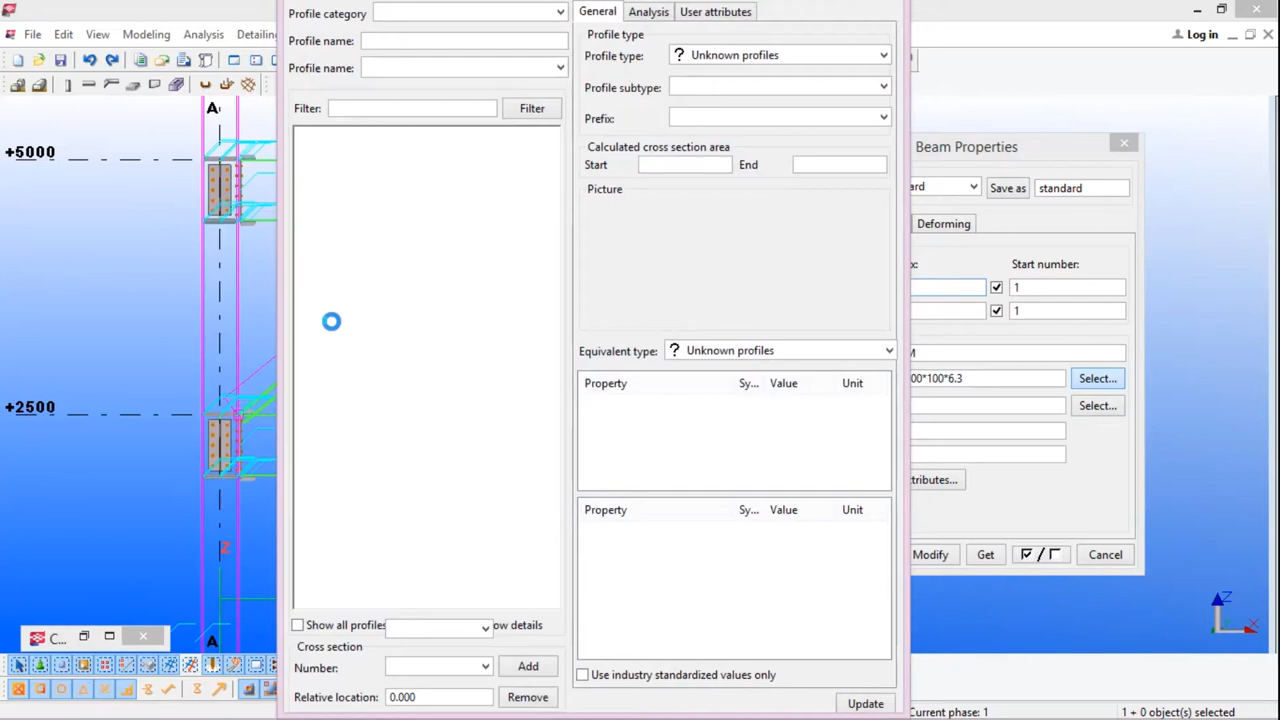 File Edit View Modeling Analysis Detailing
Log in
Profile category
Profile name:
Profile name:
Filter: Filter
General Analysis User attributes
Profile type
Profile type: ? Unknown profiles
Profile subtype:
Prefix:
Calculated cross section area
Start End
Picture
Equivalent type: ? Unknown profiles
Property Sy... Value Unit
Property Sy... Value Unit
Show all profiles ow details
Cross section
Number: Add
Relative location: 0.000 Remove
Use industry standardized values only
Update
Beam Properties
ard Save as standard
Deforming
x: Start number:
1
1
M
00*100*6.3 Select...
Select...
ttributes...
Modify Get / Cancel
A
+5000
+2500
Z
A
C...
Z
X
Current phase: 1 1 + 0 object(s) selected